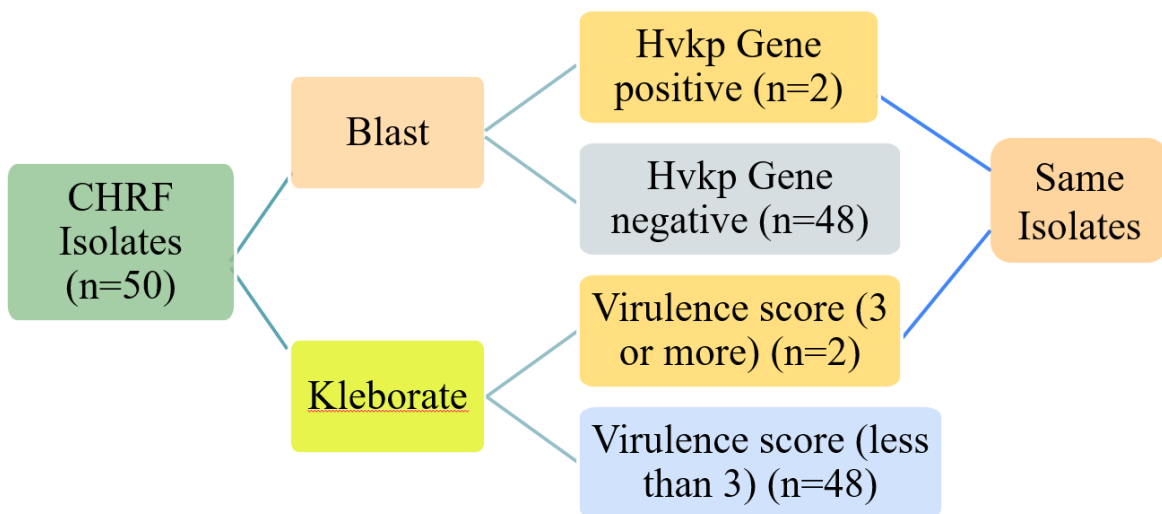 CHRF
Isolates
(n=50)
Blast
Kleborate
Hvkp Gene
positive (n=2)
Hvkp Gene
negative (n=48)
Virulence score (3
or more) (n=2)
Virulence score (less
than 3) (n=48)
Same
Isolates